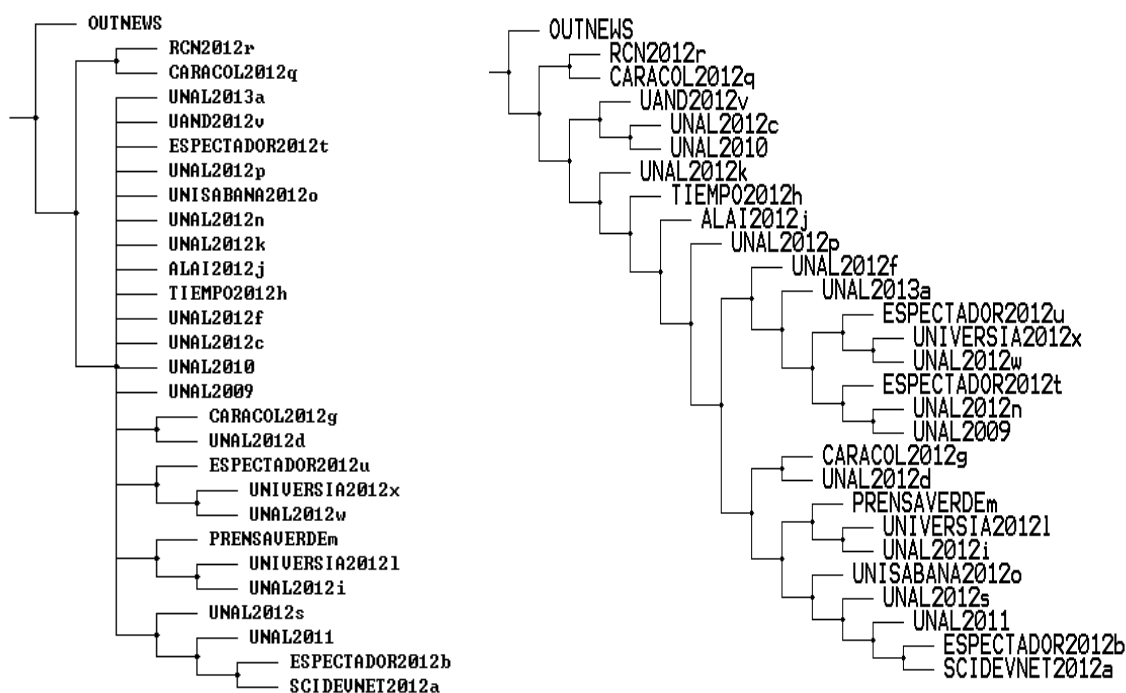 OUTNEWS
RCN2012r
CARACOL2012q
UNAL2013a
UAND2012v
ESPECTADOR2012t
UNAL2012p
UNISABANA2012o
UNAL2012n
UNAL2012k
ALAI2012j
TIEMPO2012h
UNAL2012f
UNAL2012c
UNAL2010
UNAL2009
CARACOL2012g
UNAL2012d
ESPECTADOR2012u
UNIVERSIA2012x
UNAL2012w
PRENSAVERDEm
UNIVERSIA2012l
UNAL2012i
UNAL2012s
UNAL2011
ESPECTADOR2012b
SCIDEVNET2012a
OUTNEWS
RCN2012r
CARACOL2012q
UAND2012v
UNAL2012c
UNAL2010
UNAL2012k
TIEMPO2012h
ALAI2012j
UNAL2012p
UNAL2012f
UNAL2013a
ESPECTADOR2012u
UNIVERSIA2012x
UNAL2012w
ESPECTADOR2012t
UNAL2012n
UNAL2009
CARACOL2012g
UNAL2012d
PRENSAVERDEm
UNIVERSIA2012l
UNAL2012i
UNISABANA2012o
UNAL2012s
UNAL2011
ESPECTADOR2012b
SCIDEVNET2012a